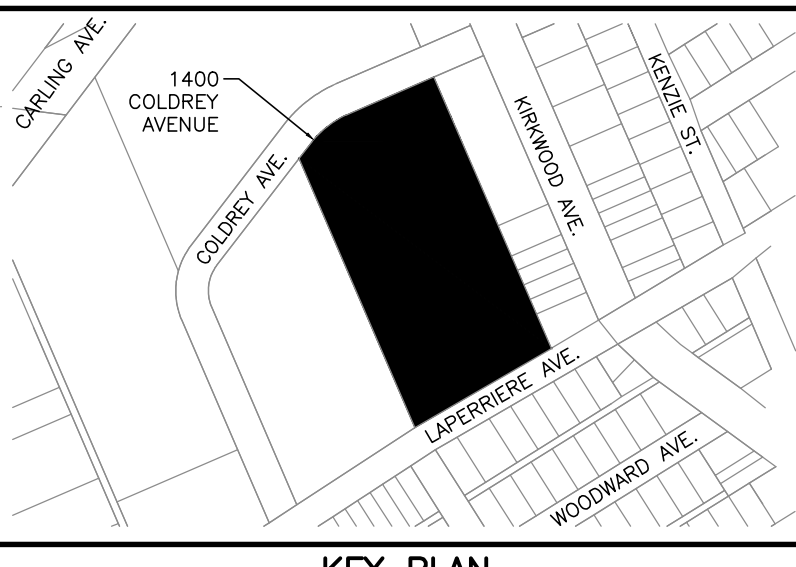 CARLING AVE.
1400
COLDREY
AVENUE
COLDREY AVE.
KIRKWOOD AVE.
KENZIE ST.
LAPERRIERE AVE.
WOODWARD AVE.
KEY PLAN